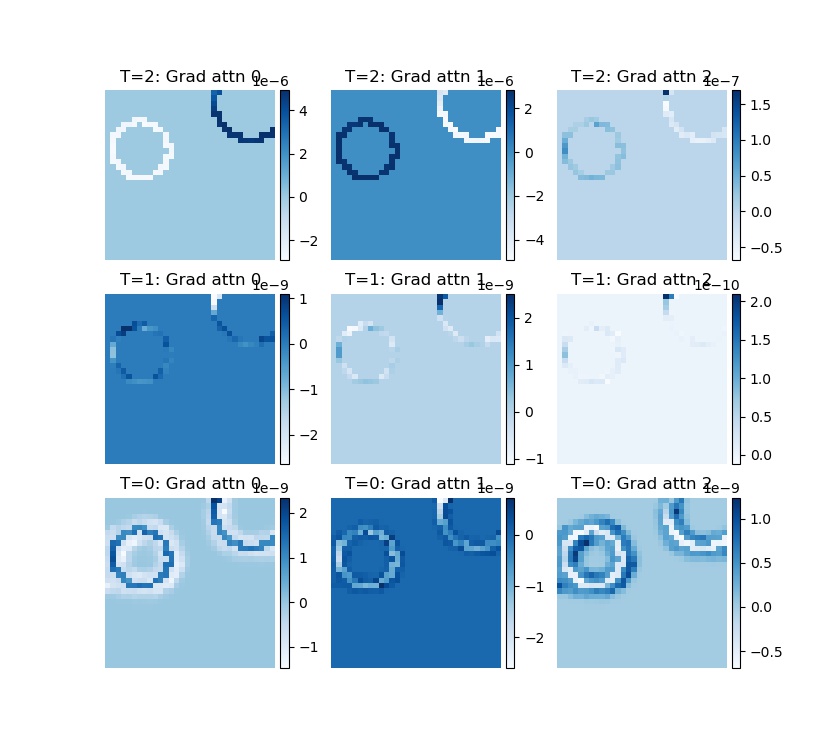 T=2: Grad attn 0
1e−6
T=2: Grad attn 1
1e−6
T=2: Grad attn 2
1e−7
4
2
0
−2
2
0
−2
−4
1.5
1.0
0.5
0.0
−0.5
T=1: Grad attn 0
1e−9
T=1: Grad attn 1
1e−9
T=1: Grad attn 2
1e−10
1
0
−1
−2
2
1
0
−1
2.0
1.5
1.0
0.5
0.0
T=0: Grad attn 0
1e−9
T=0: Grad attn 1
1e−9
T=0: Grad attn 2
1e−9
2
1
0
−1
0
−1
−2
1.0
0.5
0.0
−0.5